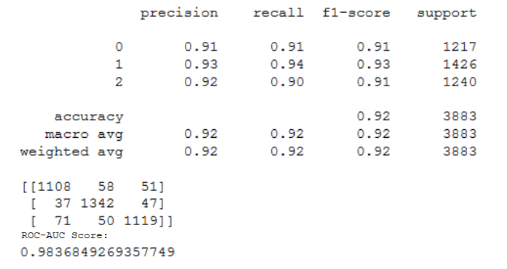 precision recall f1-score support
0 0.91 0.91 0.91 1217
1 0.93 0.94 0.93 1426
2 0.92 0.90 0.91 1240
accuracy 0.92 3883
macro avg 0.92 0.92 0.92 3883
weighted avg 0.92 0.92 0.92 3883
[[1108 58 51]
[ 37 1342 47]
[ 71 50 1119]]
ROC-AUC Score:
0.9836849269357749